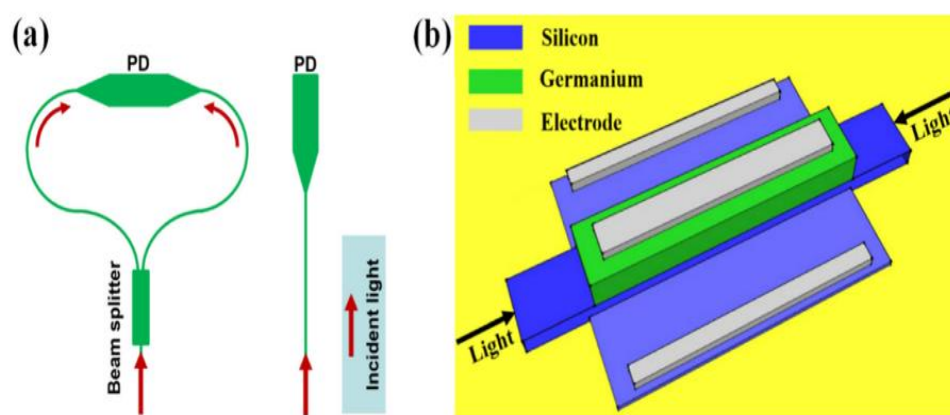 (a)
PD
PD
Beam splitter
Incident light
(b)
Silicon
Germanium
Electrode
Light
Light